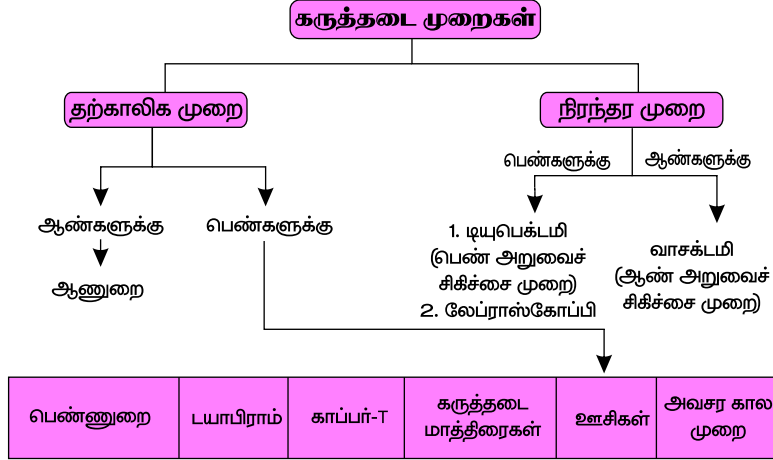 கருத்தடை முறைகள்
தற்காலிக முறை
நிரந்தர முறை
பெண்களுக்கு
ஆண்களுக்கு
ஆண்களுக்கு
பெண்களுக்கு
ஆணுறை
1. டியுபெக்டமி
(பெண் அறுவைச்
சிகிச்சை முறை)
2. லேப்ராஸ்கோப்பி
வாசக்டமி
(ஆண் அறுவைச்
சிகிச்சை முறை)
பெண்ணுறை
டயாபிராம்
காப்பர்-T
கருத்தடை
மாத்திரைகள்
ஊசிகள்
அவசர கால
முறை